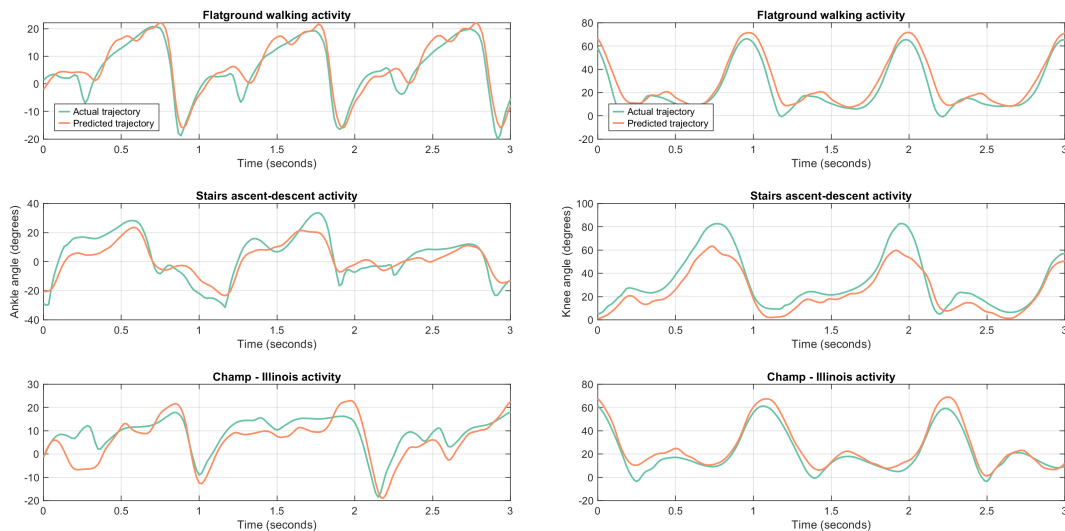 Flatground walking activity
20
10
0
-10
-20
Actual trajectory
Predicted trajectory
0 0.5 1 1.5 2 2.5 3
Time (seconds)
Flatground walking activity
80
60
40
20
0
-20
Actual trajectory
Predicted trajectory
0 0.5 1 1.5 2 2.5 3
Time (seconds)
Stairs ascent-descent activity
Ankle angle (degrees)
40
20
0
-20
-40
0 0.5 1 1.5 2 2.5 3
Time (seconds)
Stairs ascent-descent activity
Knee angle (degrees)
100
80
60
40
20
0
0 0.5 1 1.5 2 2.5 3
Time (seconds)
Champ - Illinois activity
30
20
10
0
-10
-20
0 0.5 1 1.5 2 2.5 3
Time (seconds)
Champ - Illinois activity
80
60
40
20
0
-20
0 0.5 1 1.5 2 2.5 3
Time (seconds)